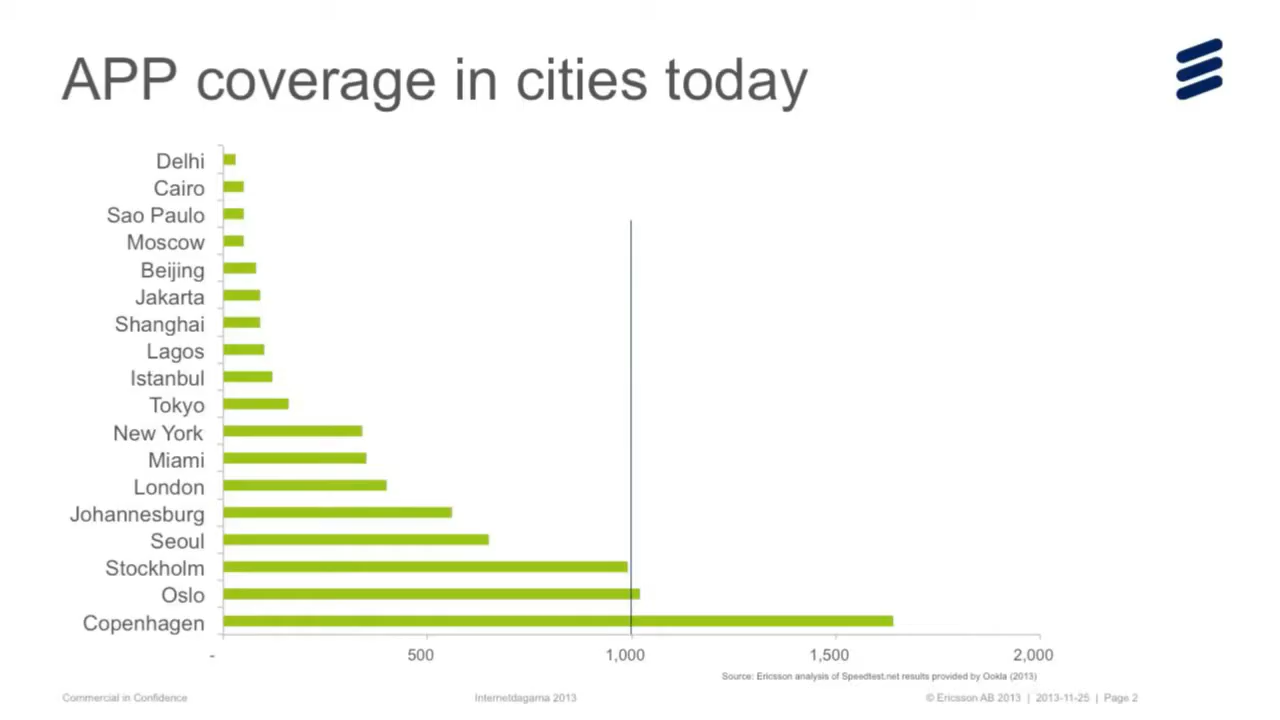 APP coverage in cities today
Delhi
Cairo
Sao Paulo
Moscow
Beijing
Jakarta
Shanghai
Lagos
Istanbul
Tokyo
New York
Miami
London
Johannesburg
Seoul
Stockholm
Oslo
Copenhagen
- 500 1,000 1,500 2,000
Source: Ericsson analysis of Speedtest.net results provided by Ookla (2013)
Commercial in Confidence Internetdagarna 2013 © Ericsson AB 2013 | 2013-11-25 | Page 2